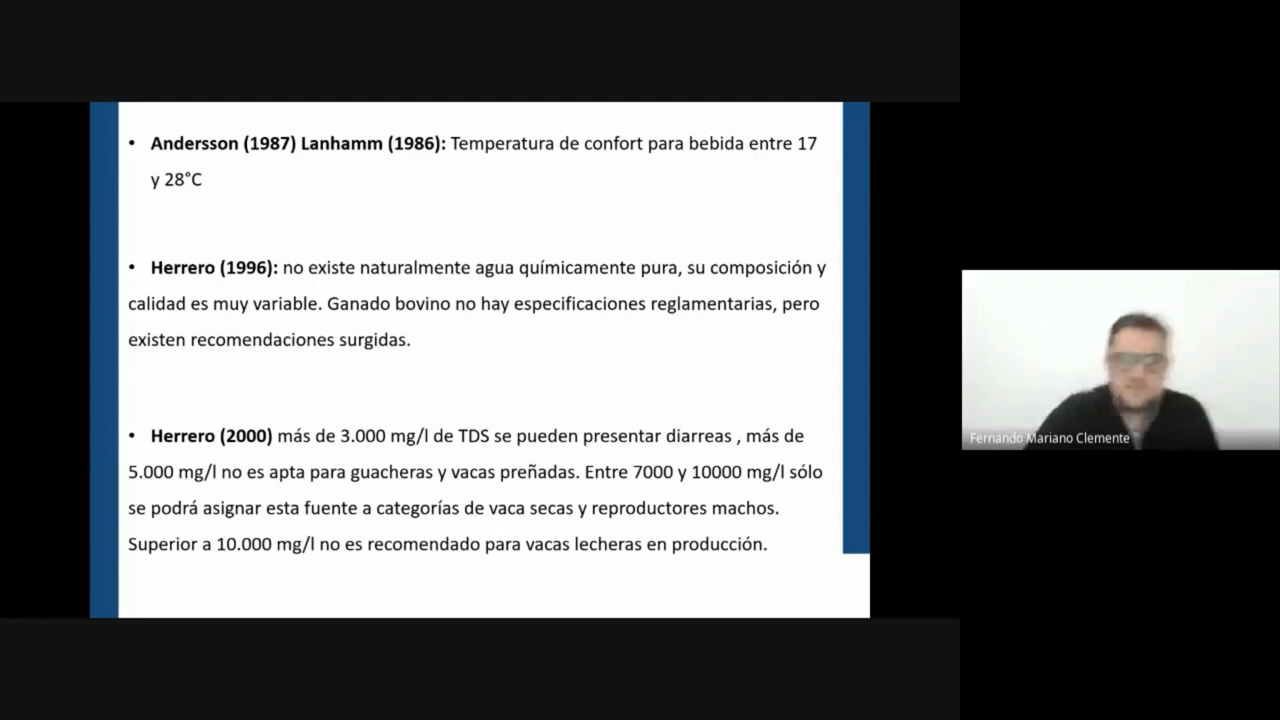 • Andersson (1987) Lanhamm (1986): Temperatura de confort para bebida entre 17
y 28°C
• Herrero (1996): no existe naturalmente agua químicamente pura, su composición y
calidad es muy variable. Ganado bovino no hay especificaciones reglamentarias, pero
existen recomendaciones surgidas.
• Herrero (2000) más de 3.000 mg/l de TDS se pueden presentar diarreas , más de
5.000 mg/l no es apta para guacheras y vacas preñadas. Entre 7000 y 10000 mg/l sólo
se podrá asignar esta fuente a categorías de vaca secas y reproductores machos.
Superior a 10.000 mg/l no es recomendado para vacas lecheras en producción.
Fernando Mariano Clemente